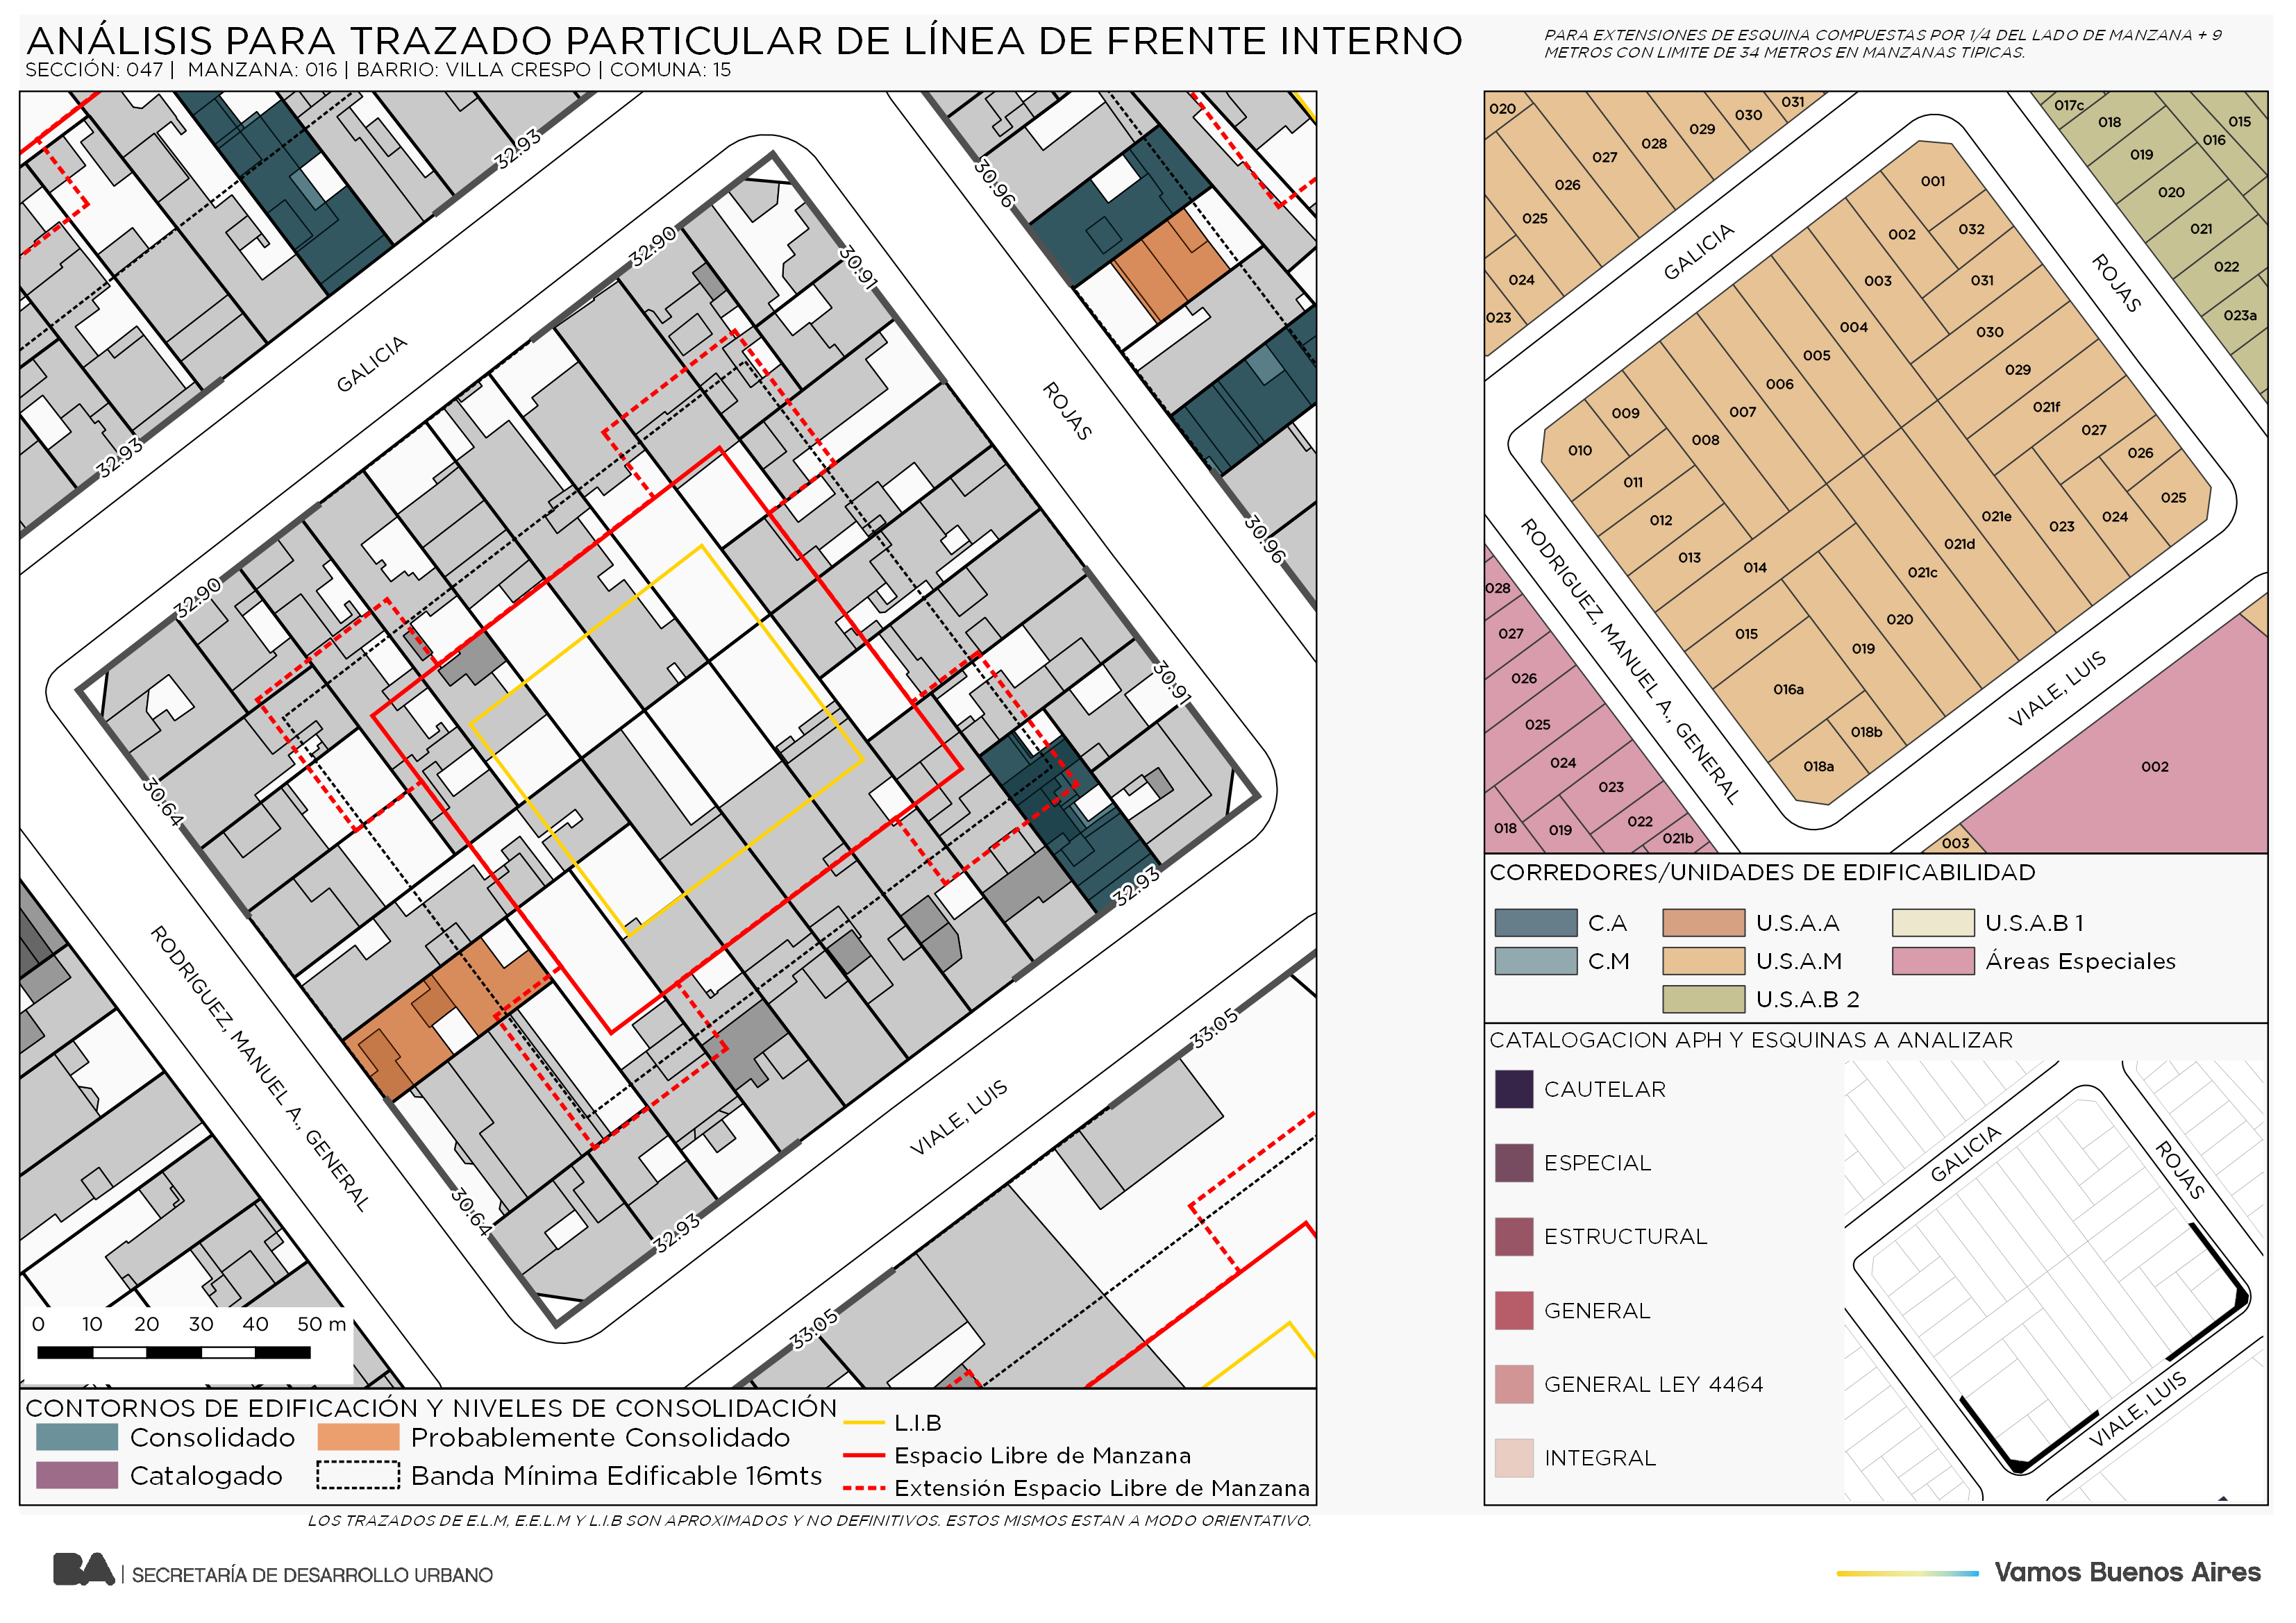 ANÁLISIS PARA TRAZADO PARTICULAR DE LÍNEA DE FRENTE INTERNO
SECCIÓN: 047 | MANZANA: 016 | BARRIO: VILLA CRESPO | COMUNA: 15
PARA EXTENSIONES DE ESQUINA COMPUESTAS POR 1/4 DEL LADO DE MANZANA + 9
METROS CON LIMITE DE 34 METROS EN MANZANAS TIPICAS.
32.93
32.93
32.90
32.90
30.96
30.96
30.91
30.91
30.64
30.64
32.93
32.93
33.05
33.05
GALICIA
ROJAS
RODRIGUEZ, MANUEL A., GENERAL
VIALE, LUIS
0 10 20 30 40 50 m
CONTORNOS DE EDIFICACIÓN Y NIVELES DE CONSOLIDACIÓN
Consolidado
Probablemente Consolidado
Catalogado
Banda Mínima Edificable 16mts
L.I.B
Espacio Libre de Manzana
Extensión Espacio Libre de Manzana
LOS TRAZADOS DE E.L.M, E.E.L.M Y L.I.B SON APROXIMADOS Y NO DEFINITIVOS. ESTOS MISMOS ESTAN A MODO ORIENTATIVO.
020
031
030
029
028
027
026
025
024
023
017c
018
015
016
019
020
021
022
023a
GALICIA
ROJAS
001
002
032
003
031
004
030
005
029
006
021f
007
027
008
026
009
025
010
011
024
012
023
013
021e
014
021d
021c
015
020
019
016a
018b
018a
RODRIGUEZ, MANUEL A., GENERAL
VIALE, LUIS
028
027
026
025
024
023
022
021b
019
018
002
003
CORREDORES/UNIDADES DE EDIFICABILIDAD
C.A
U.S.A.A
U.S.A.B 1
C.M
U.S.A.M
Áreas Especiales
U.S.A.B 2
CATALOGACION APH Y ESQUINAS A ANALIZAR
CAUTELAR
ESPECIAL
ESTRUCTURAL
GENERAL
GENERAL LEY 4464
INTEGRAL
GALICIA
ROJAS
VIALE, LUIS
BA | SECRETARÍA DE DESARROLLO URBANO
Vamos Buenos Aires